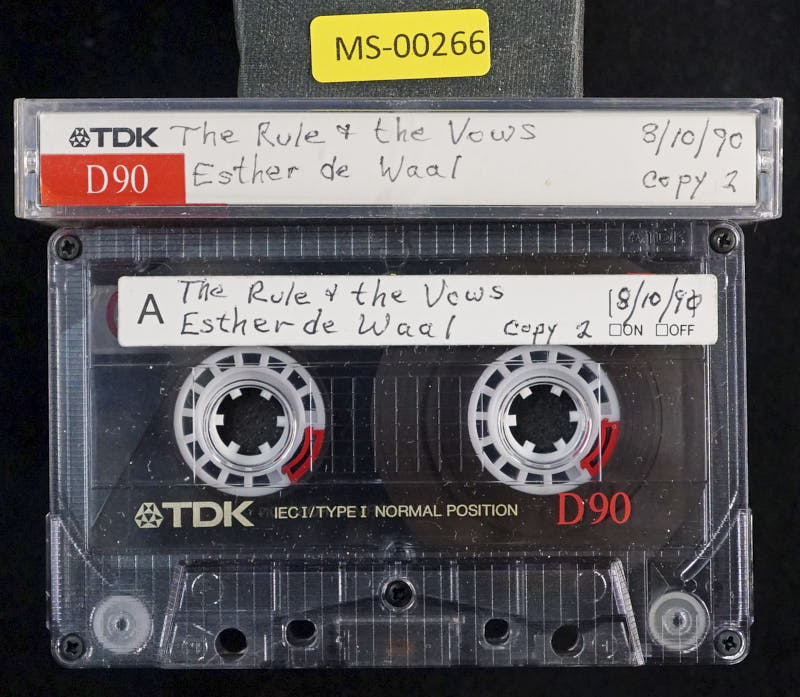 MS-00266
TDK The Rule & the Vows 8/10/90
D90 Esther de Waal Copy 2
TDK
A The Rule & the Vows 8/10/90
Esther de Waal Copy 2 ☐ON ☐OFF
TDK IEC I/TYPE I NORMAL POSITION D90